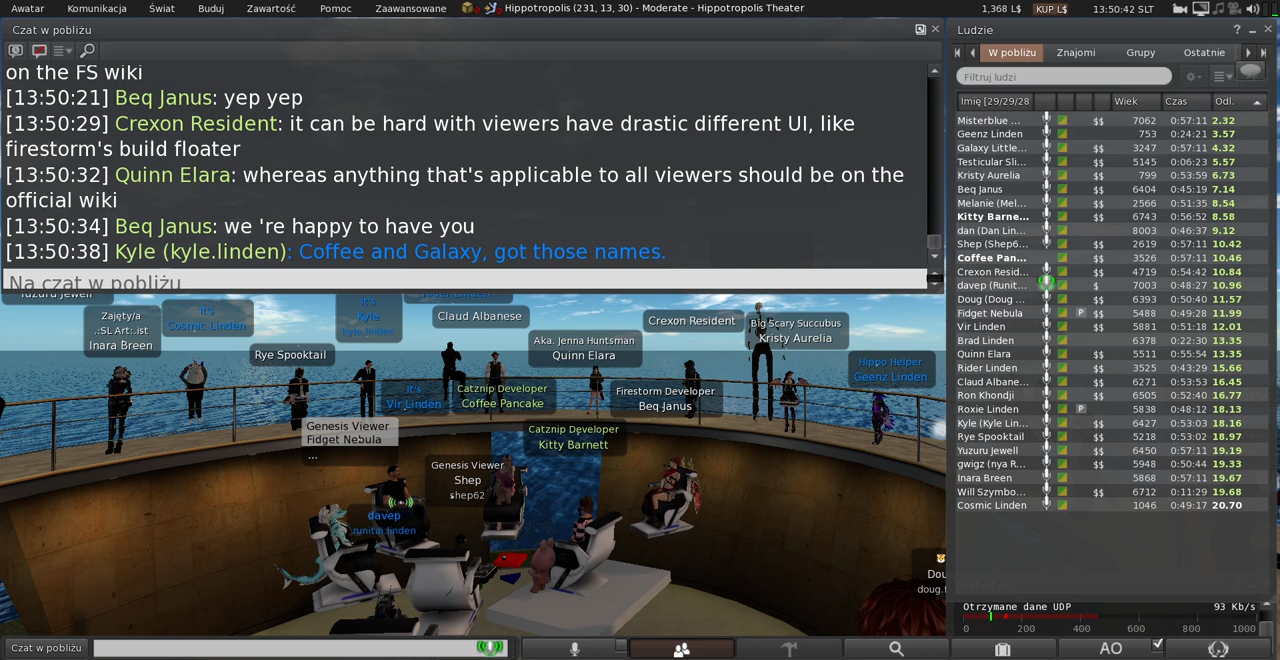 Awatar Komunikacja Świat Buduj Zawartość Pomoc Zaawansowane Hippotropolis (231, 13, 30) - Moderate - Hippotropolis Theater 1,368 L$ KUP L$ 13:50:42 SLT
Czat w pobliżu
on the FS wiki
[13:50:21] Beq Janus: yep yep
[13:50:29] Crexon Resident: it can be hard with viewers have drastic different UI, like
firestorm's build floater
[13:50:32] Quinn Elara: whereas anything that's applicable to all viewers should be on the
official wiki
[13:50:34] Beq Janus: we 're happy to have you
[13:50:38] Kyle (kyle.linden): Coffee and Galaxy, got those names.
Na czat w pobliżu
Yuzuru Jewell
Zajęty/a
.:SL Art:.ist
Inara Breen
It's
Cosmic Linden
It's
Kyle
kyle.linden
Rider Linden
Claud Albanese
Rye Spooktail
Aka. Jenna Huntsman
Quinn Elara
Crexon Resident
Big Scary Succubus
Kristy Aurelia
Hippo Helper
Geenz Linden
It's
Vir Linden
Catznip Developer
Coffee Pancake
Firestorm Developer
Beq Janus
Genesis Viewer
Fidget Nebula
...
Catznip Developer
Kitty Barnett
Genesis Viewer
Shep
shep62
davep
runitai.linden
Dou
doug.
Ludzie
W pobliżu Znajomi Grupy Ostatnie
Filtruj ludzi
Imię [29/29/28 Wiek Czas Odl.
Misterblue ... $$ 7062 0:57:11 2.32
Geenz Linden 753 0:24:21 3.57
Galaxy Little... $$ 3247 0:57:11 4.32
Testicular Sli... $$ 5145 0:06:23 5.57
Kristy Aurelia $$ 799 0:53:59 6.73
Beq Janus $$ 6404 0:45:19 7.14
Melanie (Mel... $$ 2566 0:51:35 8.54
Kitty Barne... $$ 6743 0:56:52 8.58
dan (Dan Lin... 8003 0:46:37 9.12
Shep (Shep6... $$ 2619 0:57:11 10.42
Coffee Pan... $$ 3526 0:57:11 10.46
Crexon Resid... $$ 4719 0:54:42 10.84
davep (Runit... $ 7003 0:48:27 10.96
Doug (Doug ... $$ 6393 0:50:40 11.57
Fidget Nebula P $$ 5488 0:49:28 11.99
Vir Linden $$ 5881 0:51:18 12.01
Brad Linden 6378 0:22:30 13.35
Quinn Elara $$ 5511 0:55:54 13.35
Rider Linden $$ 3525 0:43:29 15.66
Claud Albane... $$ 6271 0:53:53 16.45
Ron Khondji $$ 6505 0:52:40 16.77
Roxie Linden P 5838 0:48:12 18.13
Kyle (Kyle Lin... $$ 6427 0:53:03 18.16
Rye Spooktail $$ 5218 0:53:02 18.97
Yuzuru Jewell $$ 6450 0:57:11 19.19
gwigz (nya R... $$ 5948 0:50:44 19.33
Inara Breen 5868 0:57:11 19.67
Will Szymbo... $$ 6712 0:11:29 19.68
Cosmic Linden 1046 0:49:17 20.70
Otrzymane dane UDP 93 Kb/s
0 200 400 600 800 1000
Czat w pobliżu
AO